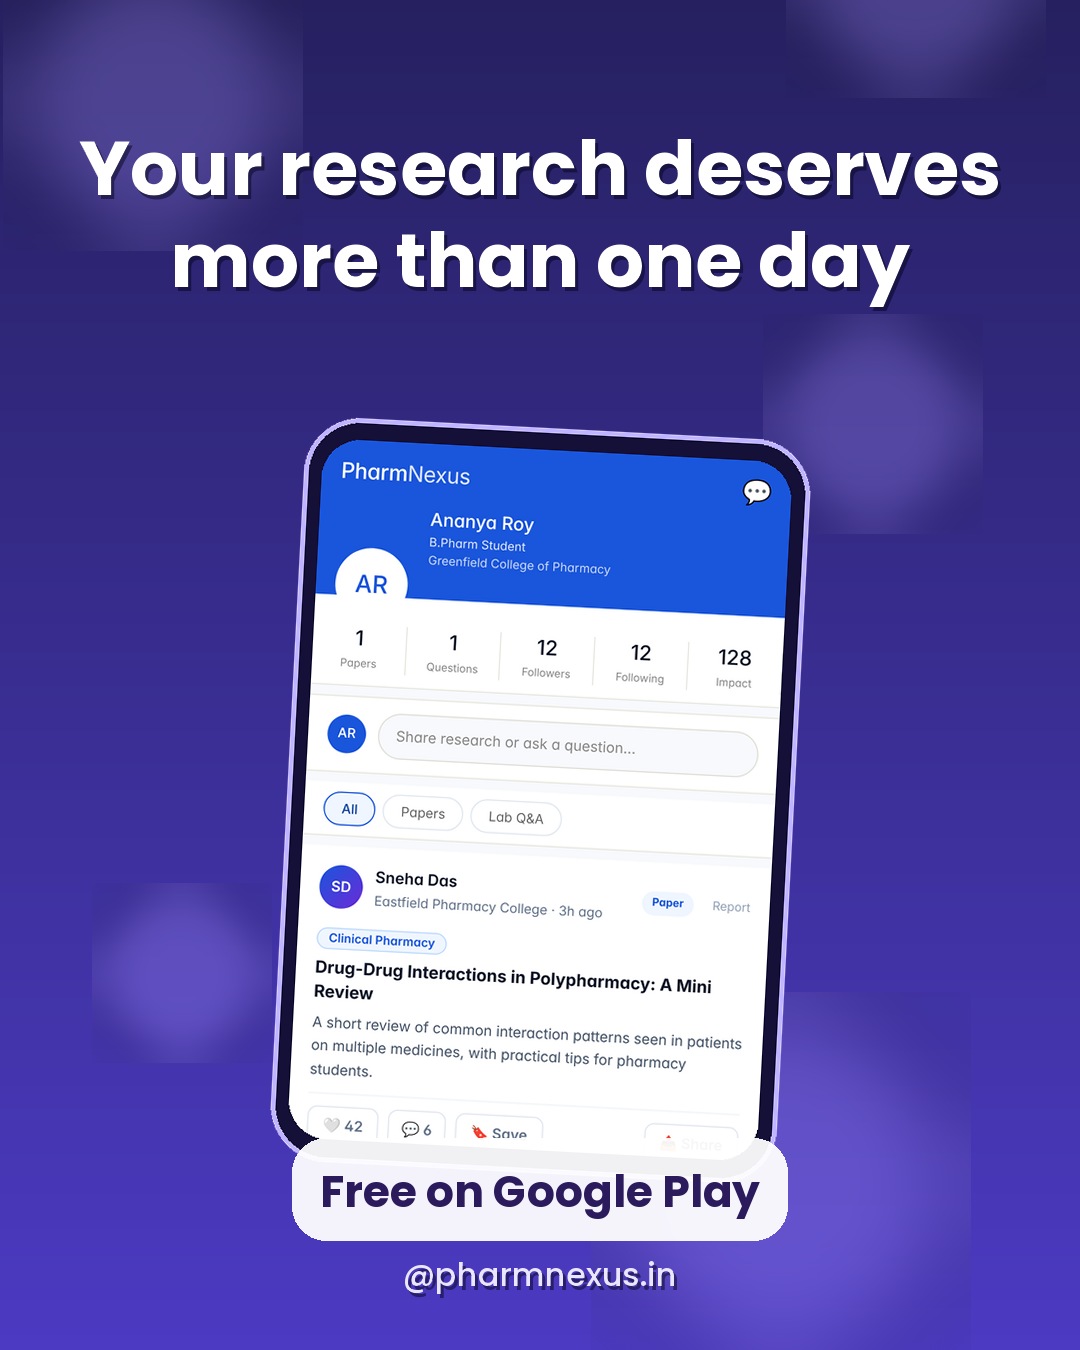 Your research deserves
more than one day
PharmNexus
💬
Ananya Roy
B.Pharm Student
Greenfield College of Pharmacy
AR
1 1 12 12 128
Papers Questions Followers Following Impact
AR Share research or ask a question...
All Papers Lab Q&A
SD Sneha Das
Eastfield Pharmacy College · 3h ago Paper Report
Clinical Pharmacy
Drug-Drug Interactions in Polypharmacy: A Mini
Review
A short review of common interaction patterns seen in patients
on multiple medicines, with practical tips for pharmacy
students.
🤍 42 💬 6 🔖 Save 📤 Share
Free on Google Play
@pharmnexus.in